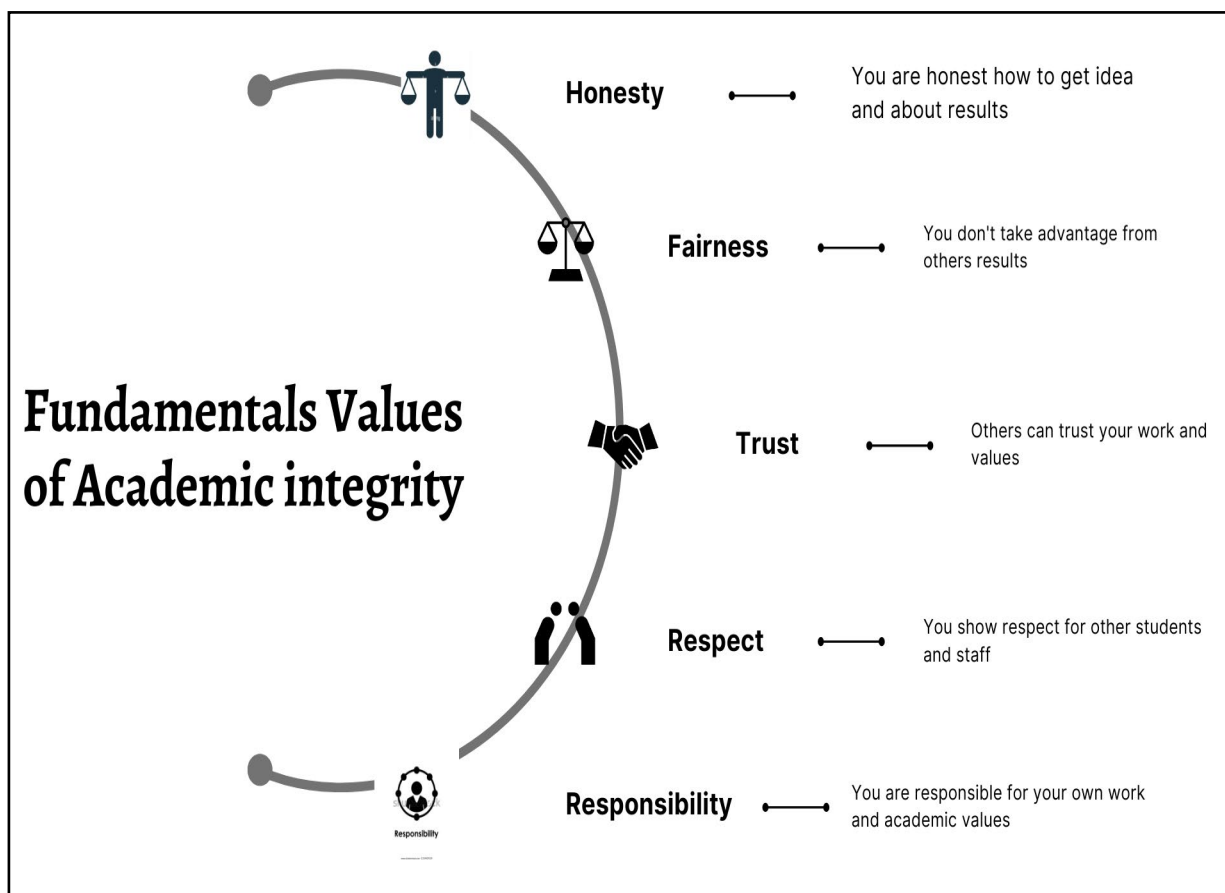 Honesty
You are honest how to get idea
and about results
Fairness
You don't take advantage from
others results
Fundamentals Values
of Academic integrity
Trust
Others can trust your work and
values
Respect
You show respect for other students
and staff
Responsibility
Responsibility
You are responsible for your own work
and academic values